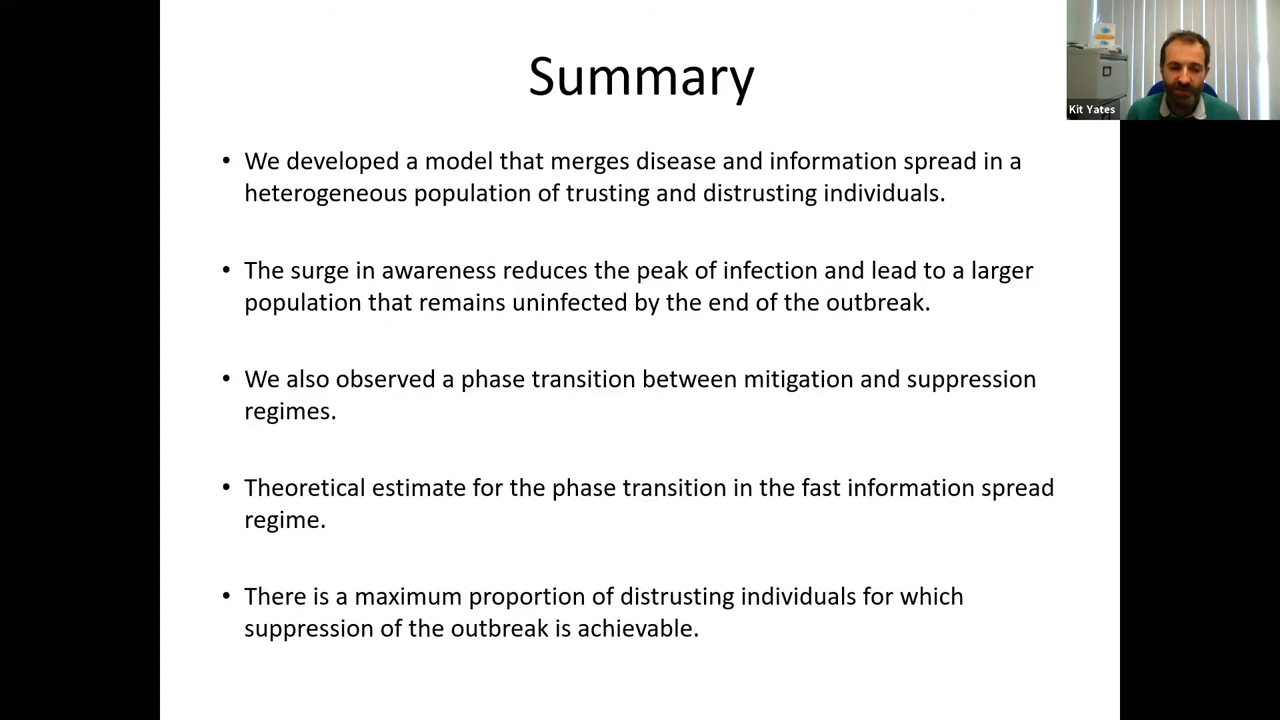 Summary
Kit Yates
• We developed a model that merges disease and information spread in a
heterogeneous population of trusting and distrusting individuals.
• The surge in awareness reduces the peak of infection and lead to a larger
population that remains uninfected by the end of the outbreak.
• We also observed a phase transition between mitigation and suppression
regimes.
• Theoretical estimate for the phase transition in the fast information spread
regime.
• There is a maximum proportion of distrusting individuals for which
suppression of the outbreak is achievable.